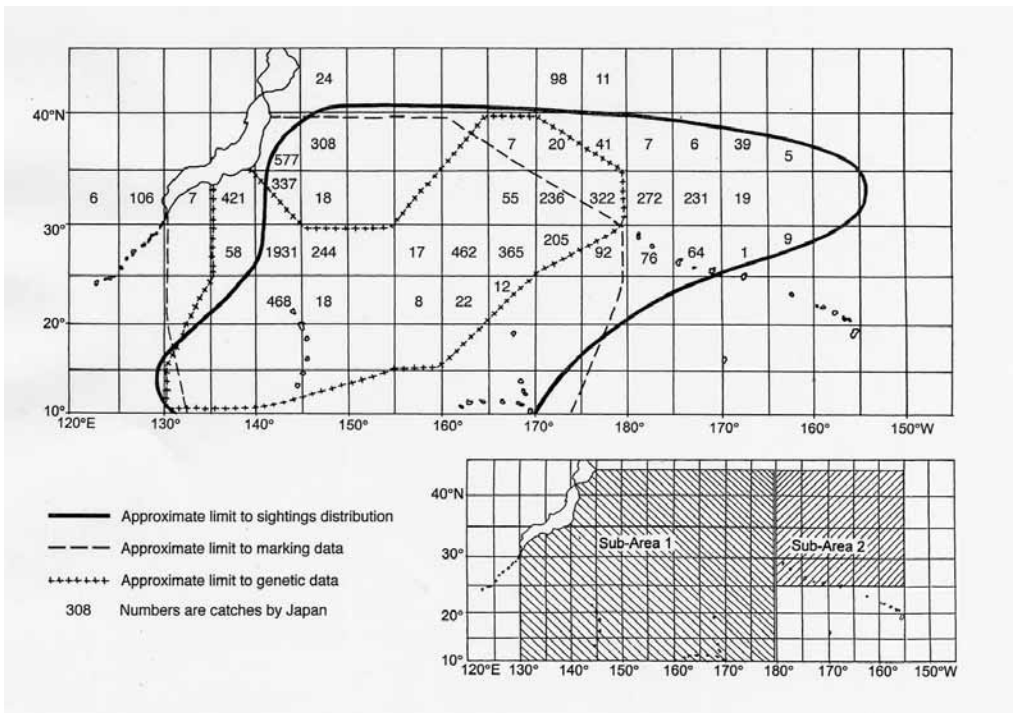 24 98 11
40°N
308 7 20 41 7 6 39 5
577
337
6 106 7 421 18 55 236 322 272 231 19
30°
58 1931 244 17 462 365 205 92 76 64 1 9
12
468 18 8 22
20°
10°
120°E 130° 140° 150° 160° 170° 180° 170° 160° 150°W
Approximate limit to sightings distribution
Approximate limit to marking data
Approximate limit to genetic data
308 Numbers are catches by Japan
40°N
30°
20°
10°
Sub-Area 1 Sub-Area 2
120°E 130° 140° 150° 160° 170° 180° 170° 160° 150°W